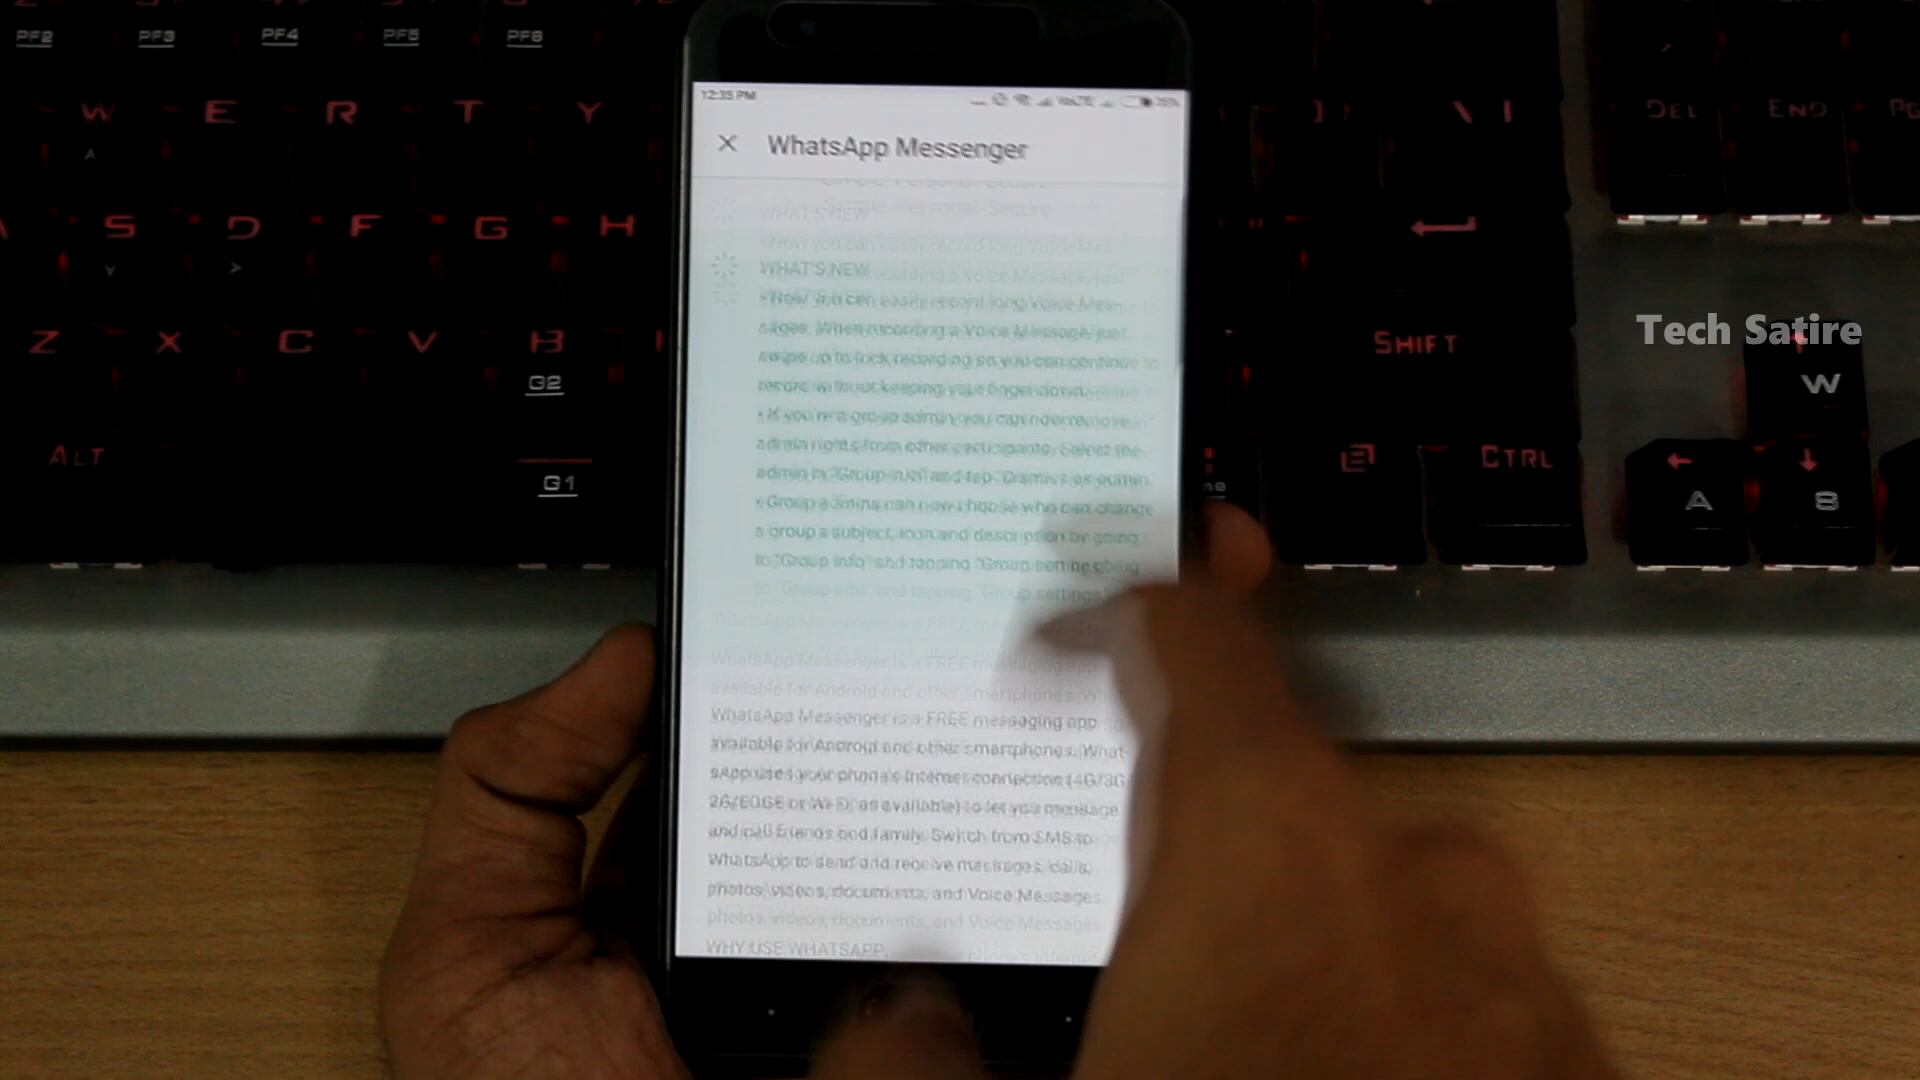 PF2 PF3 PF4 PF5 PF6
W E R T Y
A
S D F G H
Y
Z X C V B
G2
ALT
G1
\ |
DEL END PG
SHIFT
CTRL
W
A S
Tech Satire
12:35 PM
VoLTE
WhatsApp Messenger
WHAT'S NEW
• Now you can easily record long Voice Mes-
sages. When recording a Voice Message, just
swipe up to lock recording so you can continue to
record without keeping your finger down.
• If you're a group admin, you can now remove
admin rights from other participants. Select the
admin in "Group info" and tap "Dismiss as admin."
• Group admins can now choose who can change
a group's subject, icon and description by going
to "Group info" and tapping "Group settings."
WhatsApp Messenger is a FREE messaging app
available for Android and other smartphones. What-
sApp uses your phone's Internet connection (4G/3G
2G/EDGE or Wi-Fi, as available) to let you message
and call friends and family. Switch from SMS to
WhatsApp to send and receive messages, calls,
photos, videos, documents, and Voice Messages.
WHY USE WHATSAPP